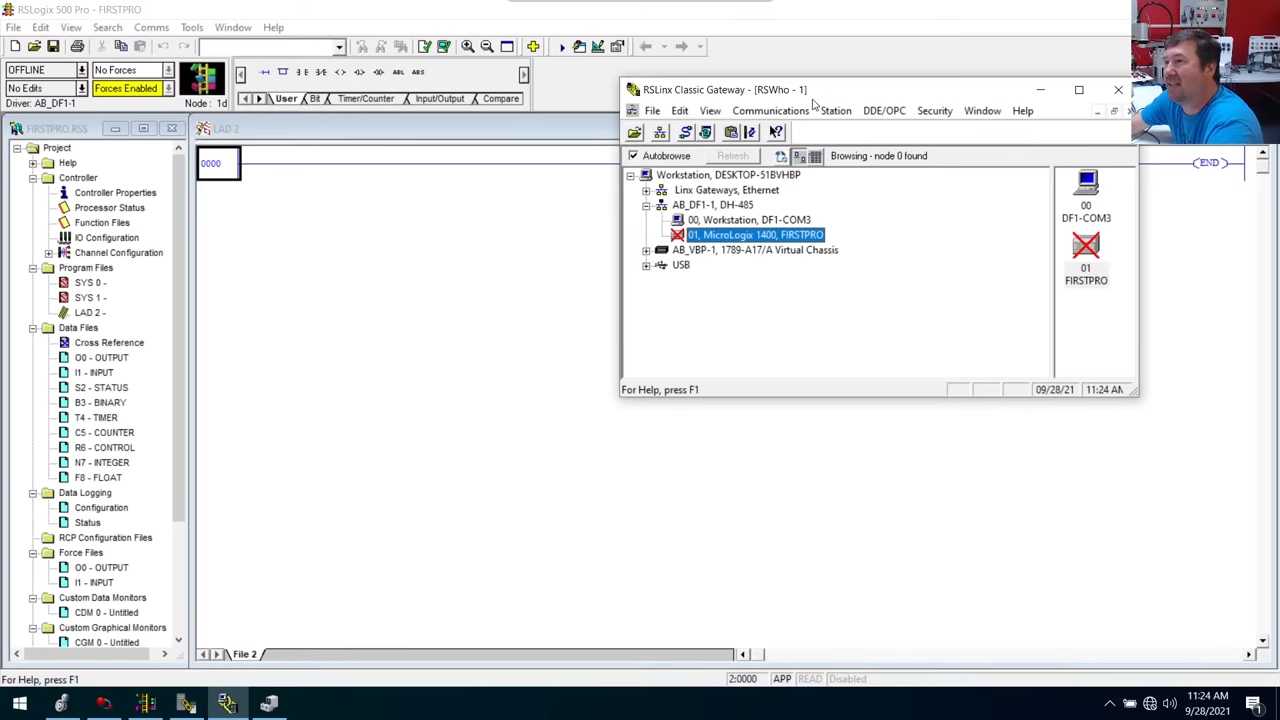 RSLogix 500 Pro - FIRSTPRO
File Edit View Search Comms Tools Window Help
OFFLINE No Forces
No Edits Forces Enabled
Driver: AB_DF1-1 Node: 1d
ABL ABS
User Bit Timer/Counter Input/Output Compare
FIRSTPRO.RSS
Project
Help
Controller
Controller Properties
Processor Status
Function Files
IO Configuration
Channel Configuration
Program Files
SYS 0 -
SYS 1 -
LAD 2 -
Data Files
Cross Reference
O0 - OUTPUT
I1 - INPUT
S2 - STATUS
B3 - BINARY
T4 - TIMER
C5 - COUNTER
R6 - CONTROL
N7 - INTEGER
F8 - FLOAT
Data Logging
Configuration
Status
RCP Configuration Files
Force Files
O0 - OUTPUT
I1 - INPUT
Custom Data Monitors
CDM 0 - Untitled
Custom Graphical Monitors
CGM 0 - Untitled
LAD 2
0000
END
File 2
RSLinx Classic Gateway - [RSWho - 1]
File Edit View Communications Station DDE/OPC Security Window Help
Autobrowse Refresh Browsing - node 0 found
Workstation, DESKTOP-51BVHBP
Linx Gateways, Ethernet
AB_DF1-1, DH-485
00, Workstation, DF1-COM3
01, MicroLogix 1400, FIRSTPRO
AB_VBP-1, 1789-A17/A Virtual Chassis
USB
00
DF1-COM3
01
FIRSTPRO
For Help, press F1 09/28/21 11:24 AM
For Help, press F1 2:0000 APP READ Disabled
11:24 AM
9/28/2021
1